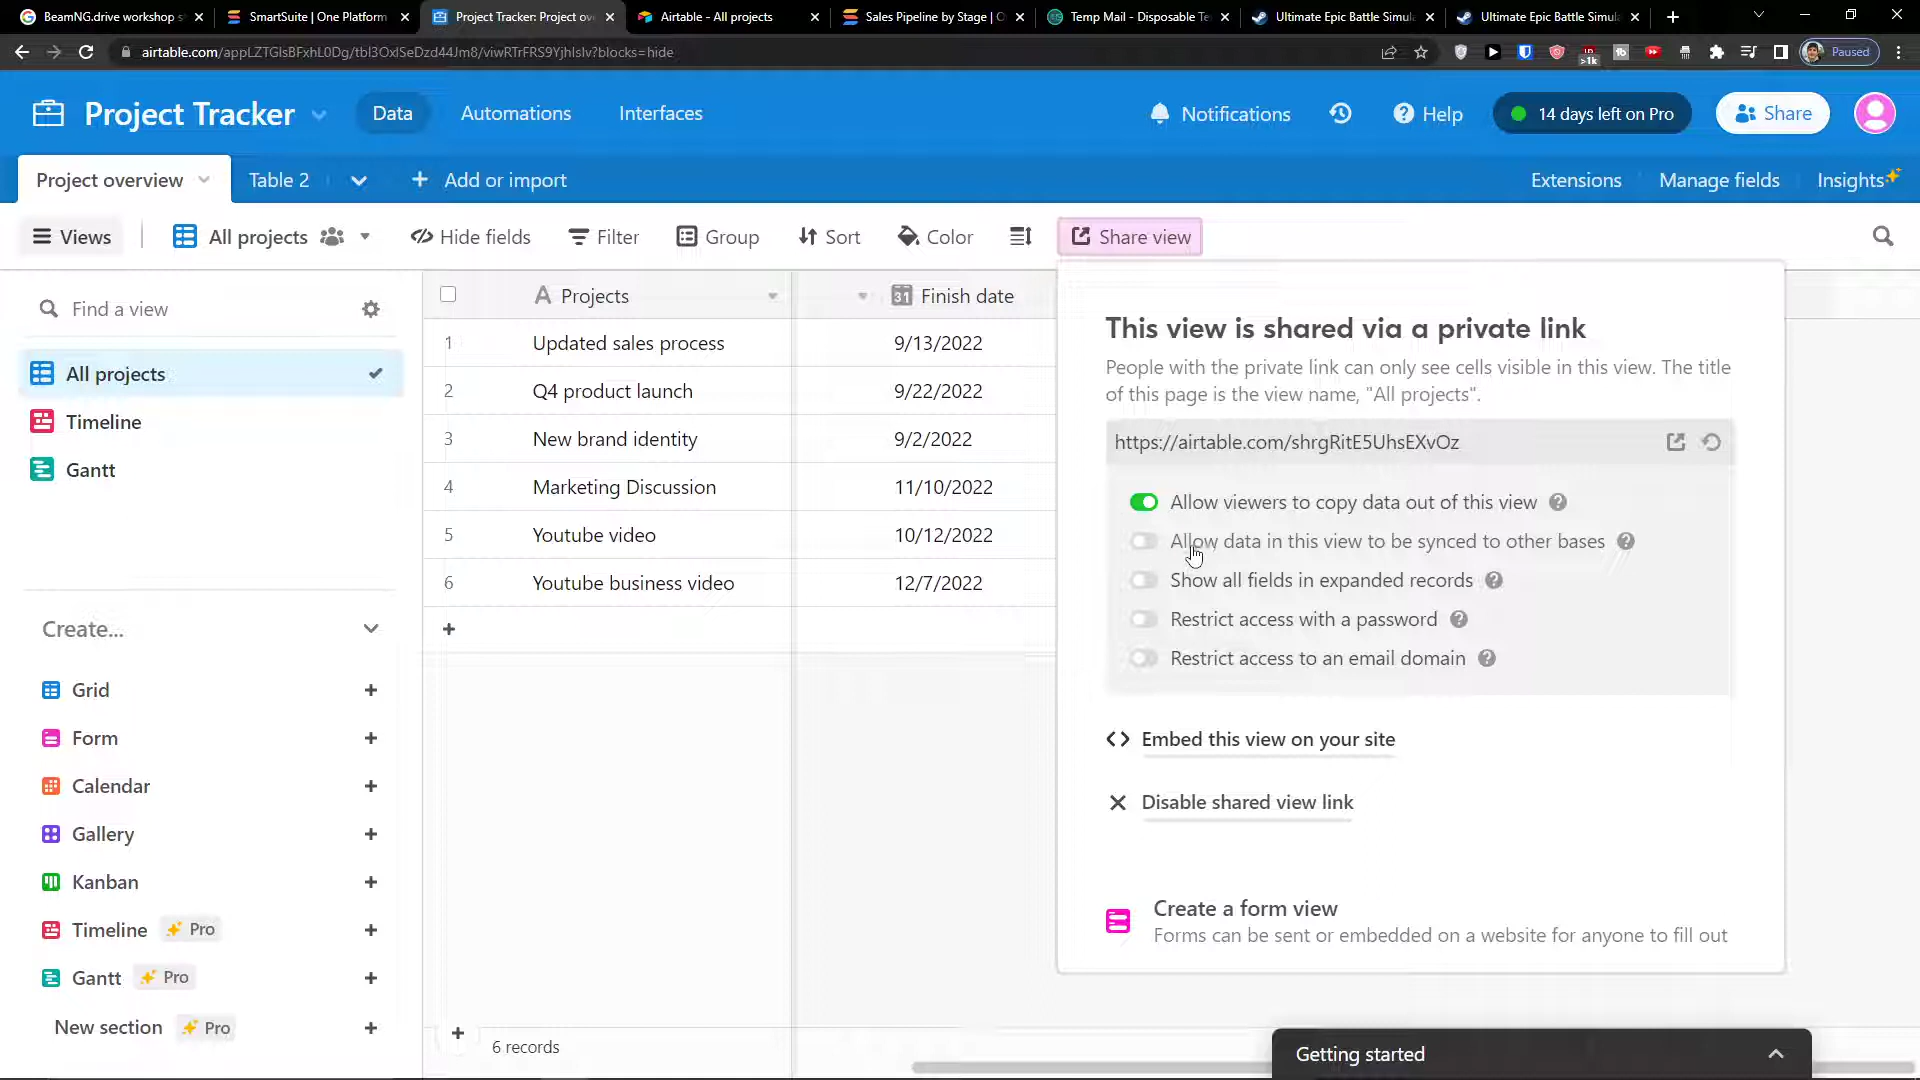 BeamNG.drive workshop s
SmartSuite | One Platform
Project Tracker: Project ov
Airtable - All projects
Sales Pipeline by Stage | O
Temp Mail - Disposable Te
Ultimate Epic Battle Simula
Ultimate Epic Battle Simula
airtable.com/appLZTGlsBFxhL0Dg/tbl3OxlSeDzd44Jm8/viwRTrFRS9YjhIsIv?blocks=hide
>1k
Paused
Project Tracker
Data
Automations
Interfaces
Notifications
Help
14 days left on Pro
Share
Project overview
Table 2
Add or import
Extensions
Manage fields
Insights
Views
All projects
Hide fields
Filter
Group
Sort
Color
Share view
Find a view
All projects
Timeline
Gantt
Create...
Grid
Form
Calendar
Gallery
Kanban
Timeline Pro
Gantt Pro
New section Pro
A Projects
31 Finish date
1 Updated sales process 9/13/2022
2 Q4 product launch 9/22/2022
3 New brand identity 9/2/2022
4 Marketing Discussion 11/10/2022
5 Youtube video 10/12/2022
6 Youtube business video 12/7/2022
6 records
This view is shared via a private link
People with the private link can only see cells visible in this view. The title
of this page is the view name, "All projects".
https://airtable.com/shrgRitE5UhsEXvOz
Allow viewers to copy data out of this view
Allow data in this view to be synced to other bases
Show all fields in expanded records
Restrict access with a password
Restrict access to an email domain
Embed this view on your site
Disable shared view link
Create a form view
Forms can be sent or embedded on a website for anyone to fill out
Getting started